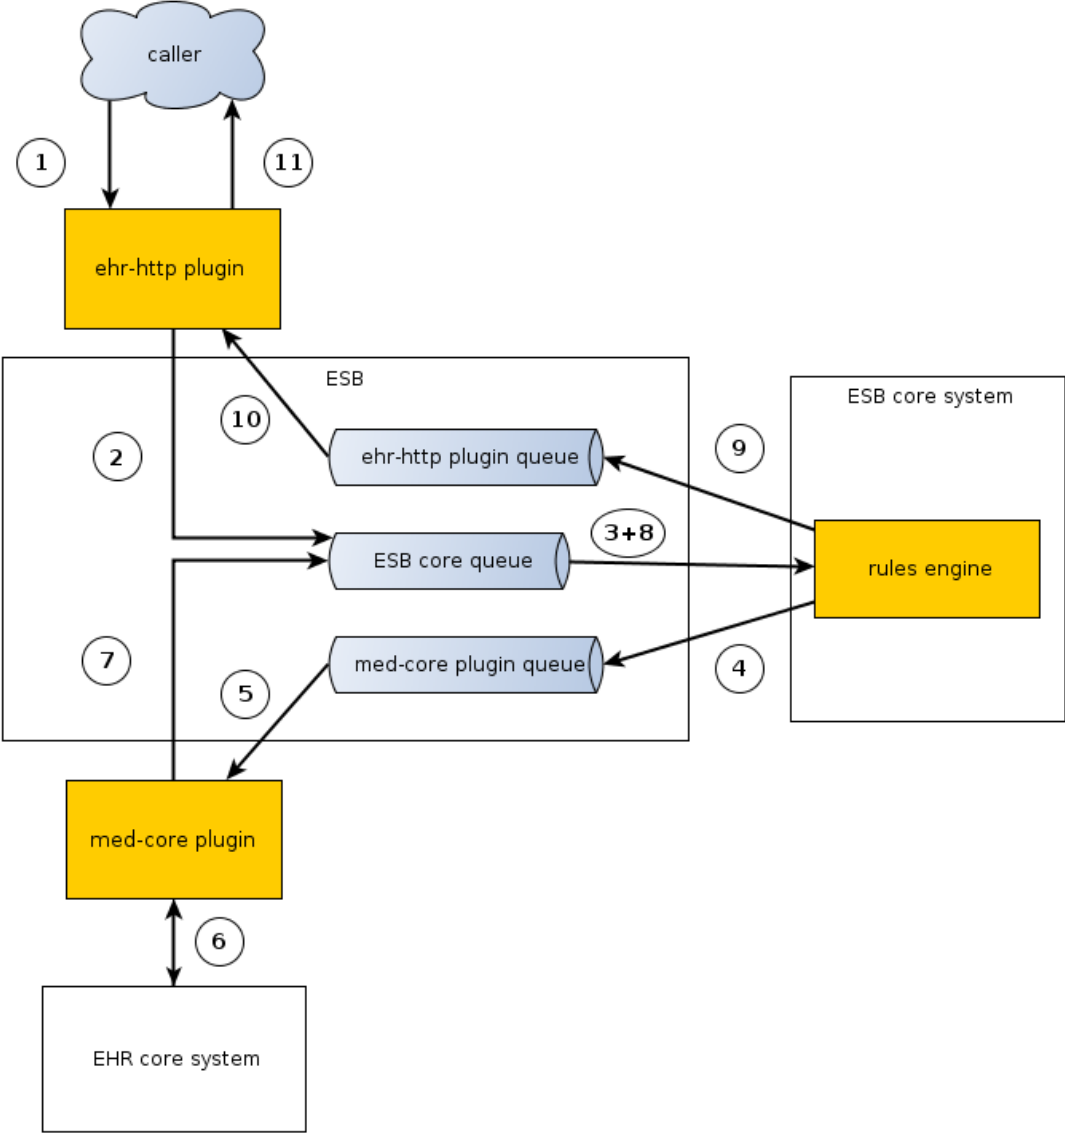 caller
1
11
ehr-http plugin
ESB
ESB core system
10
2
ehr-http plugin queue
9
3+8
ESB core queue
rules engine
7
med-core plugin queue
4
5
med-core plugin
6
EHR core system